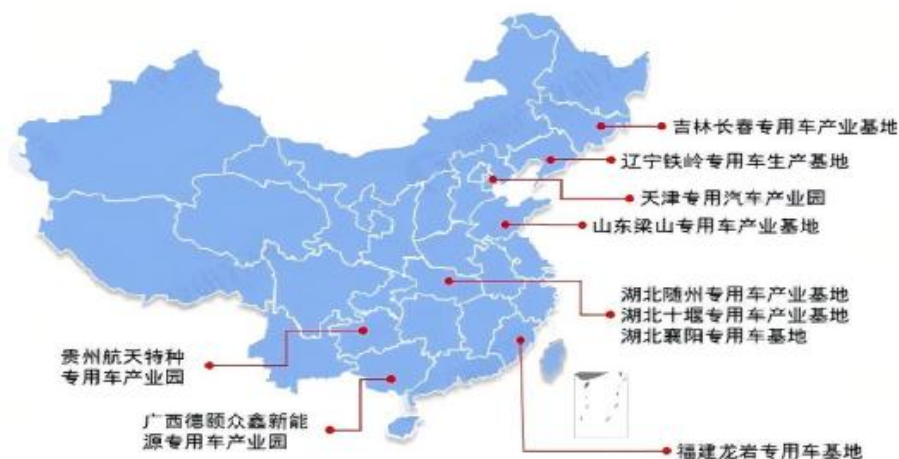 吉林长春专用车产业基地
辽宁铁岭专用车生产基地
天津专用汽车产业园
山东梁山专用车产业基地
湖北随州专用车产业基地
湖北十堰专用车产业基地
湖北襄阳专用车基地
贵州航天特种
专用车产业园
广西德颐众鑫新能
源专用车产业园
福建龙岩专用车基地